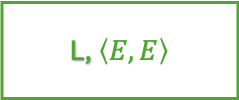 L, ⟨E, E⟩